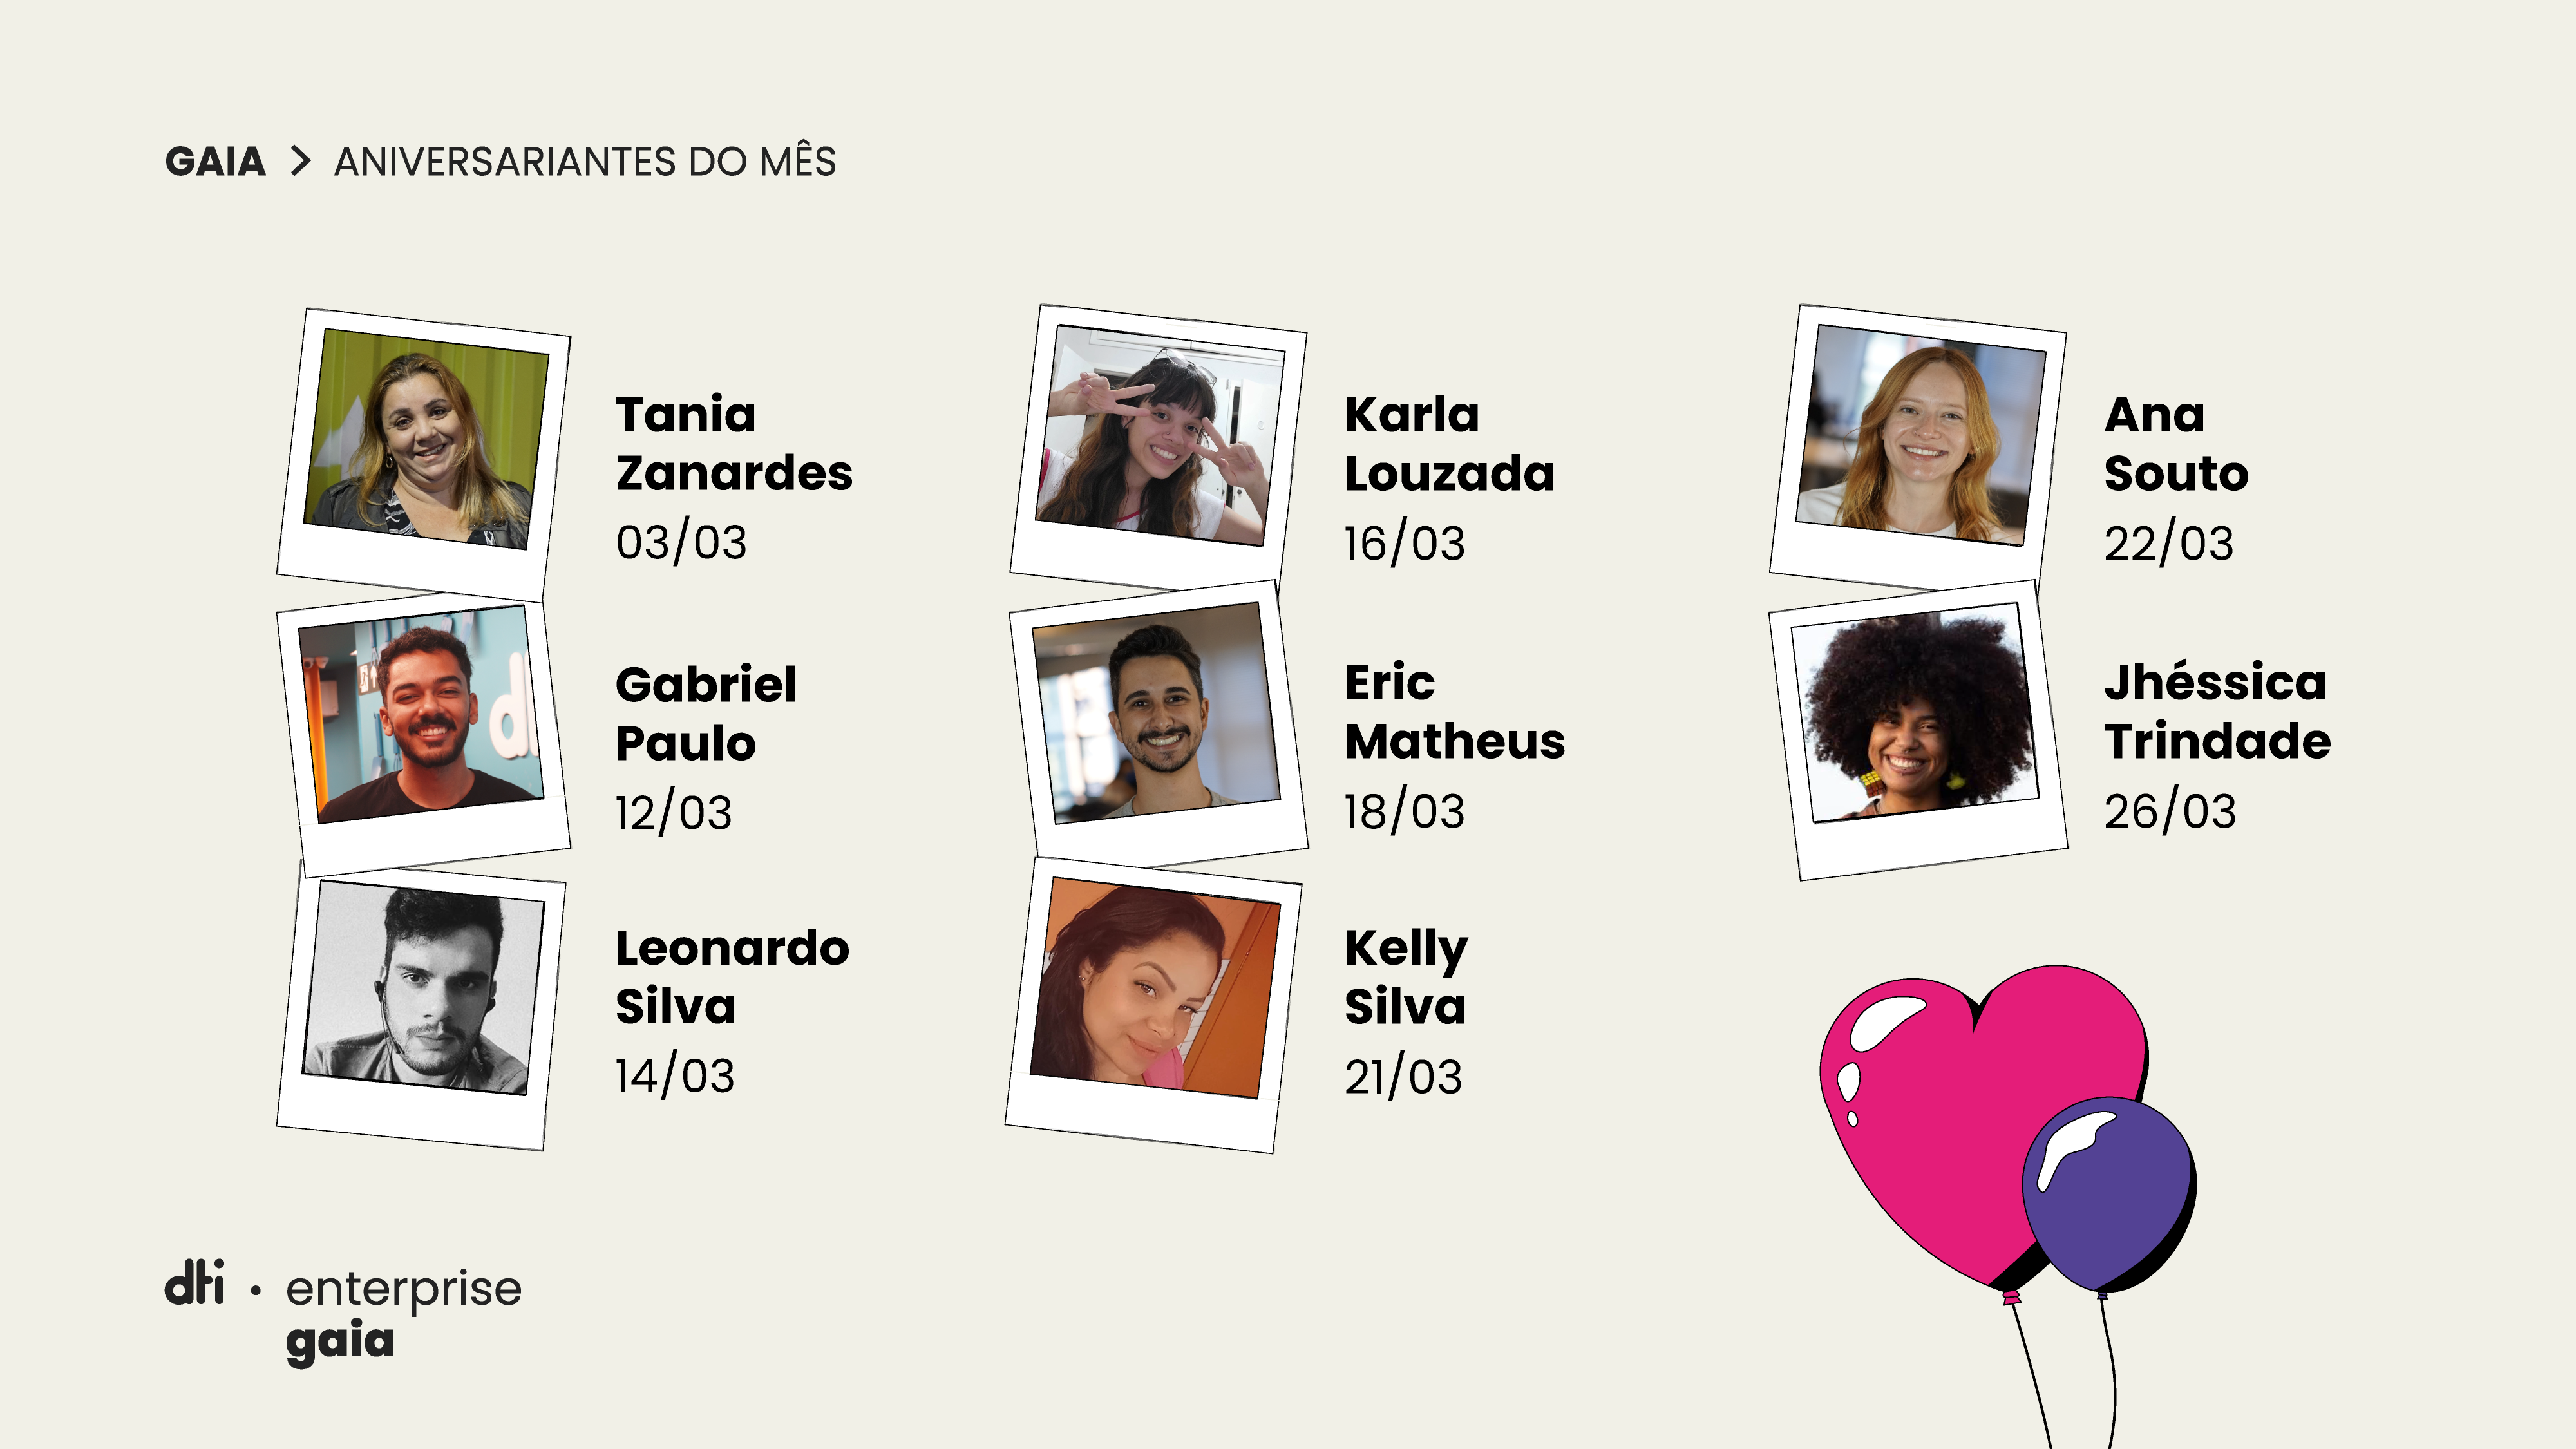 GAIA > ANIVERSARIANTES DO MÊS
Tania
Zanardes
03/03
Gabriel
Paulo
12/03
Leonardo
Silva
14/03
Karla
Louzada
16/03
Eric
Matheus
18/03
Kelly
Silva
21/03
Ana
Souto
22/03
Jhéssica
Trindade
26/03
dti • enterprise
gaia